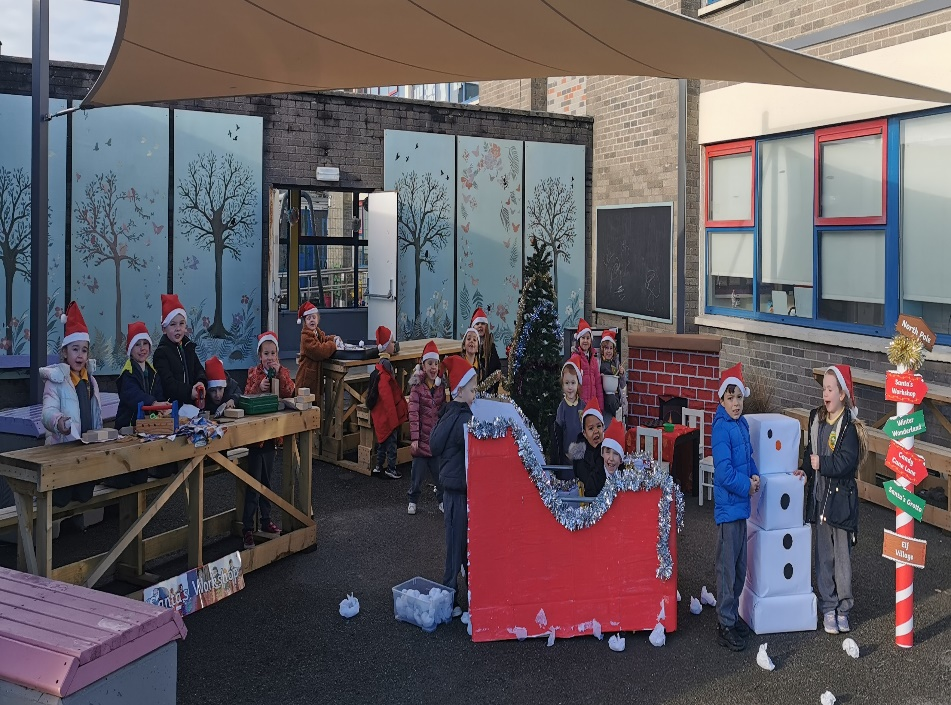 North Pole
Santa's
Workshop
Winter
Wonderland
Candy
Cane Lane
Santa's Grotto
Elf
Village
Santa's Workshop